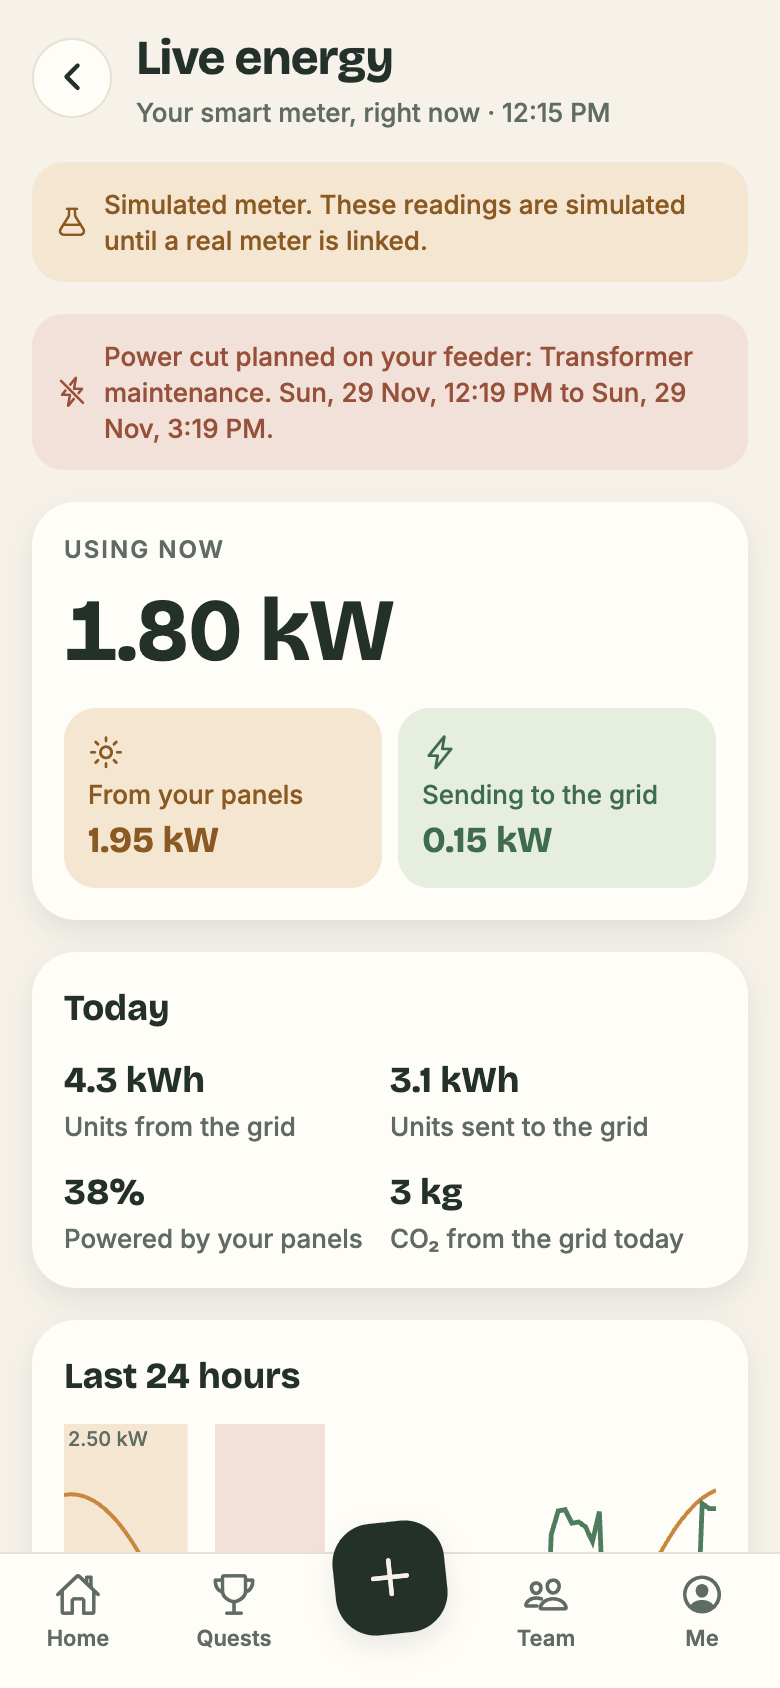 Live energy
Your smart meter, right now · 12:15 PM
Simulated meter. These readings are simulated
until a real meter is linked.
Power cut planned on your feeder: Transformer
maintenance. Sun, 29 Nov, 12:19 PM to Sun, 29
Nov, 3:19 PM.
USING NOW
1.80 kW
From your panels
1.95 kW
Sending to the grid
0.15 kW
Today
4.3 kWh
Units from the grid
3.1 kWh
Units sent to the grid
38%
Powered by your panels
3 kg
CO₂ from the grid today
Last 24 hours
2.50 kW
Home
Quests
Team
Me